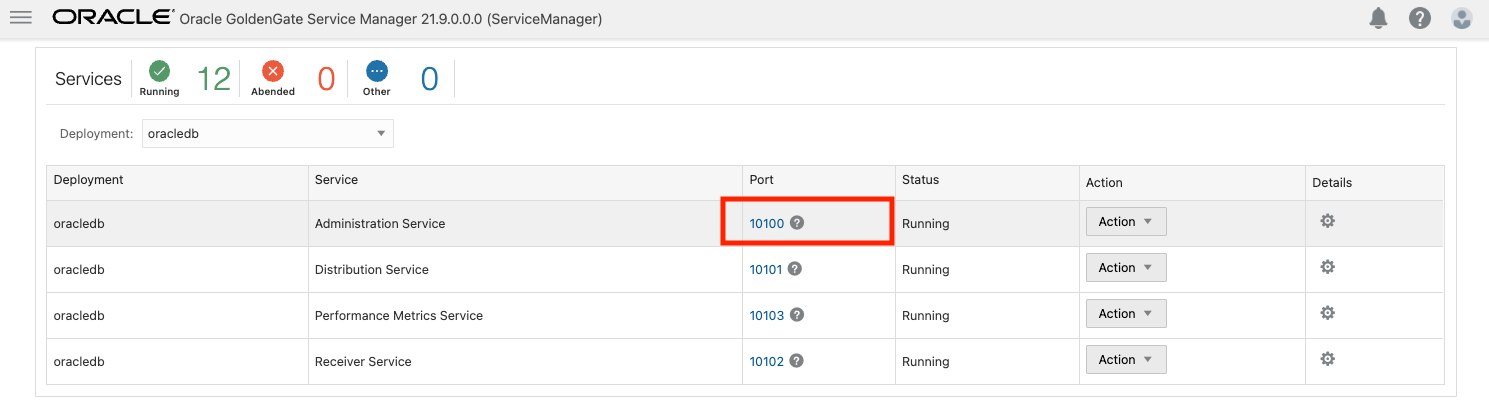 ORACLE Oracle GoldenGate Service Manager 21.9.0.0.0 (ServiceManager)
Services Running 12 Abended 0 Other 0
Deployment: oracledb
Deployment Service Port Status Action Details
oracledb Administration Service 10100 Running Action
oracledb Distribution Service 10101 Running Action
oracledb Performance Metrics Service 10103 Running Action
oracledb Receiver Service 10102 Running Action